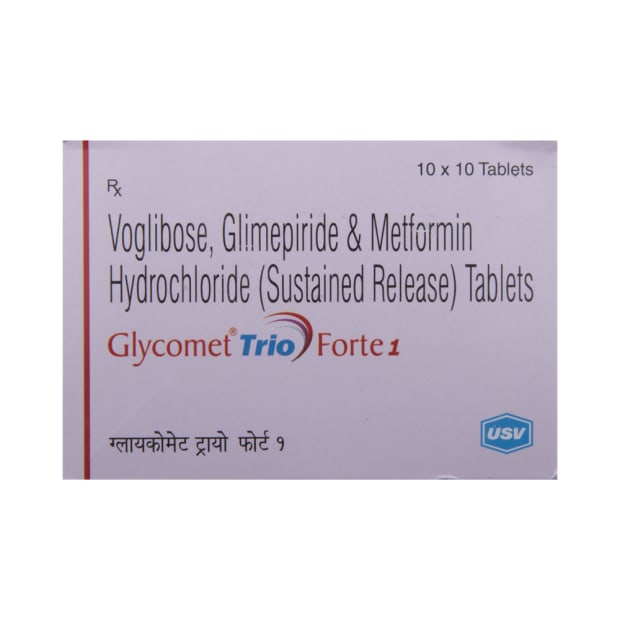 10 x 10 Tablets
Rx
Voglibose, Glimepiride & Metformin
Hydrochloride (Sustained Release) Tablets
Glycomet® Trio Forte 1
ग्लायकोमेट ट्रायो फोर्ट १
USV